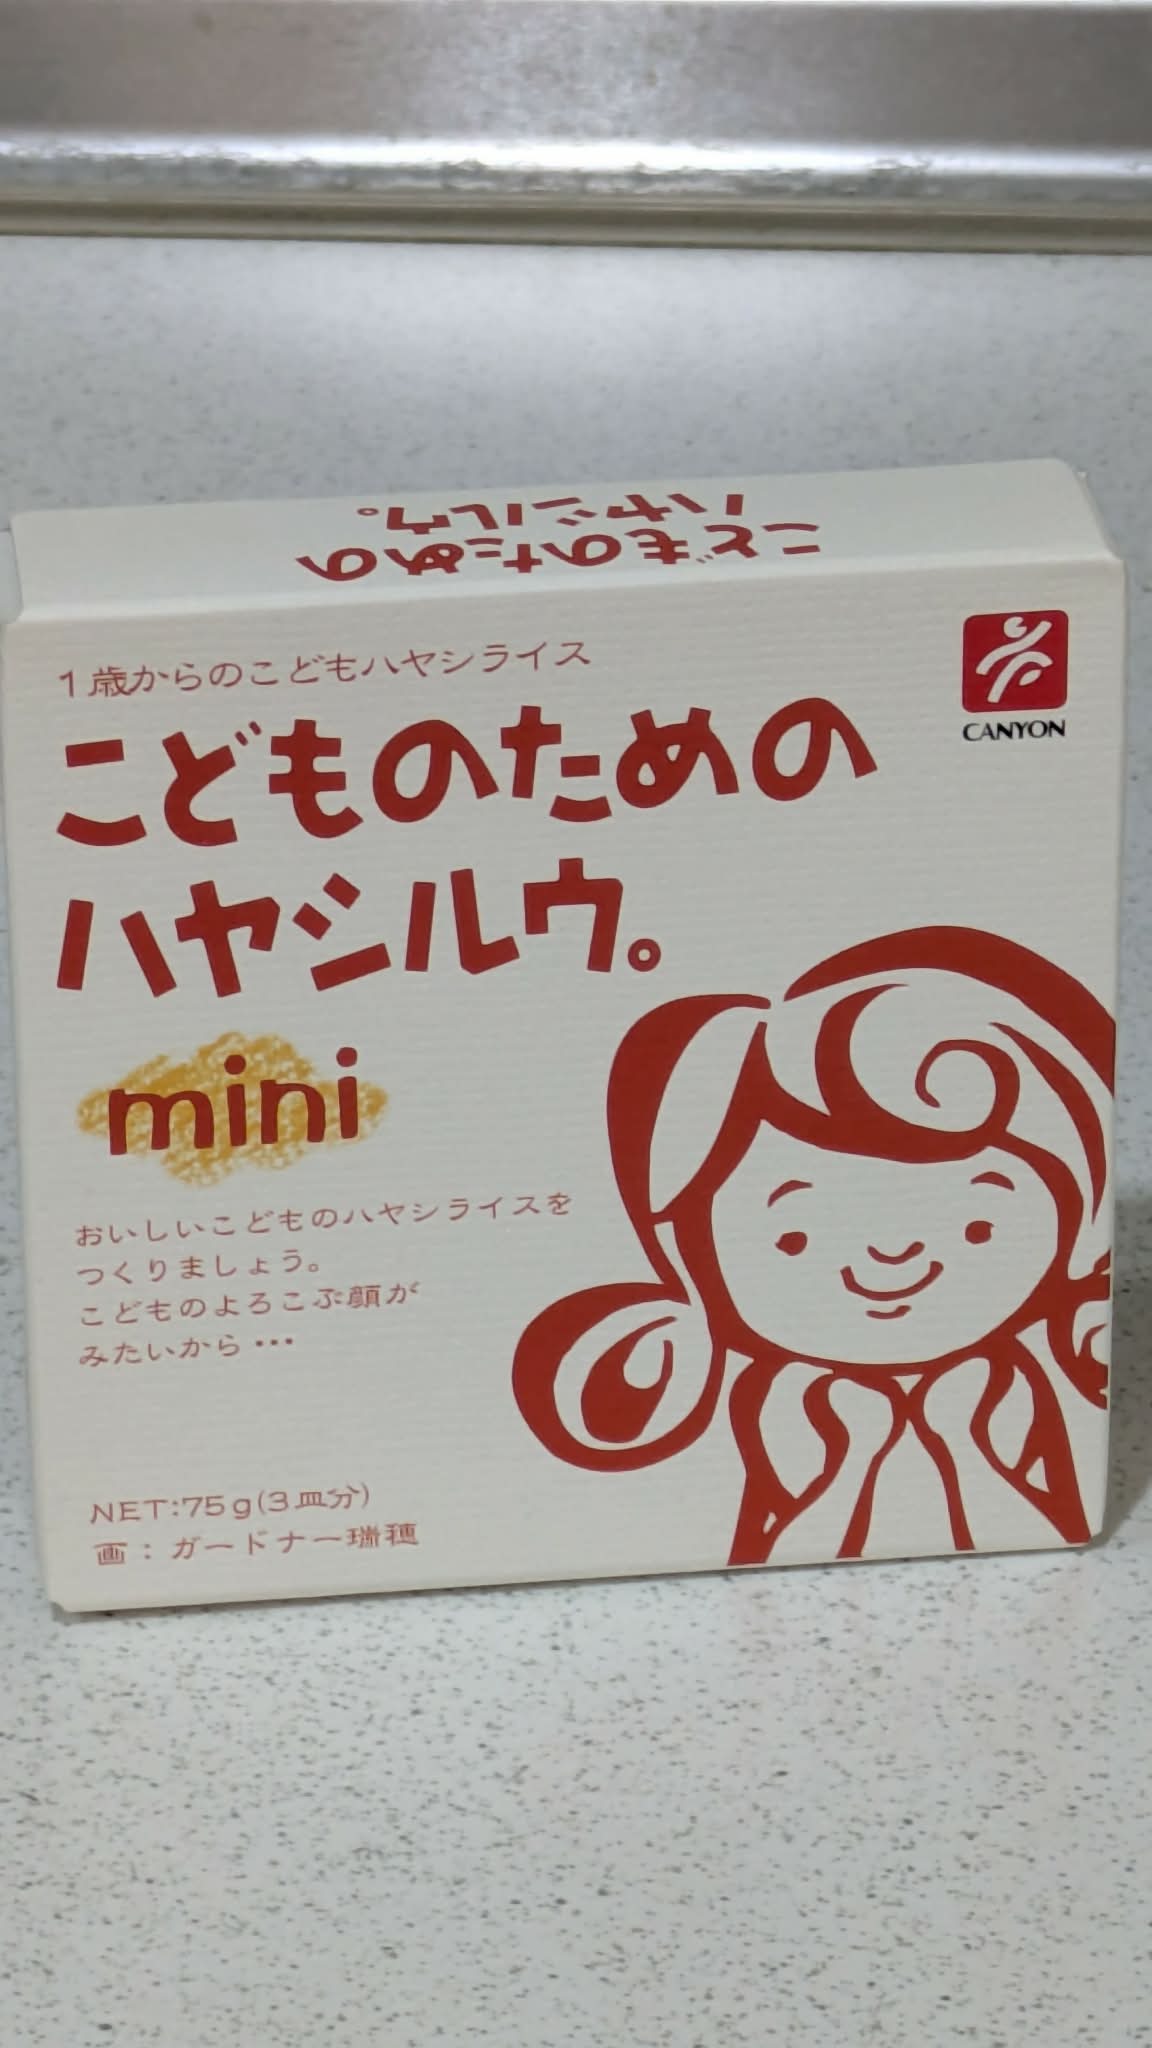 こどものための
ハヤシルウ。
1歳からのこどもハヤシライス
CANYON
こどものための
ハヤシルウ。
mini
おいしいこどものハヤシライスを
つくりましょう。
こどものよろこぶ顔が
みたいから…
NET:75g(3皿分)
画:ガードナー瑞穂